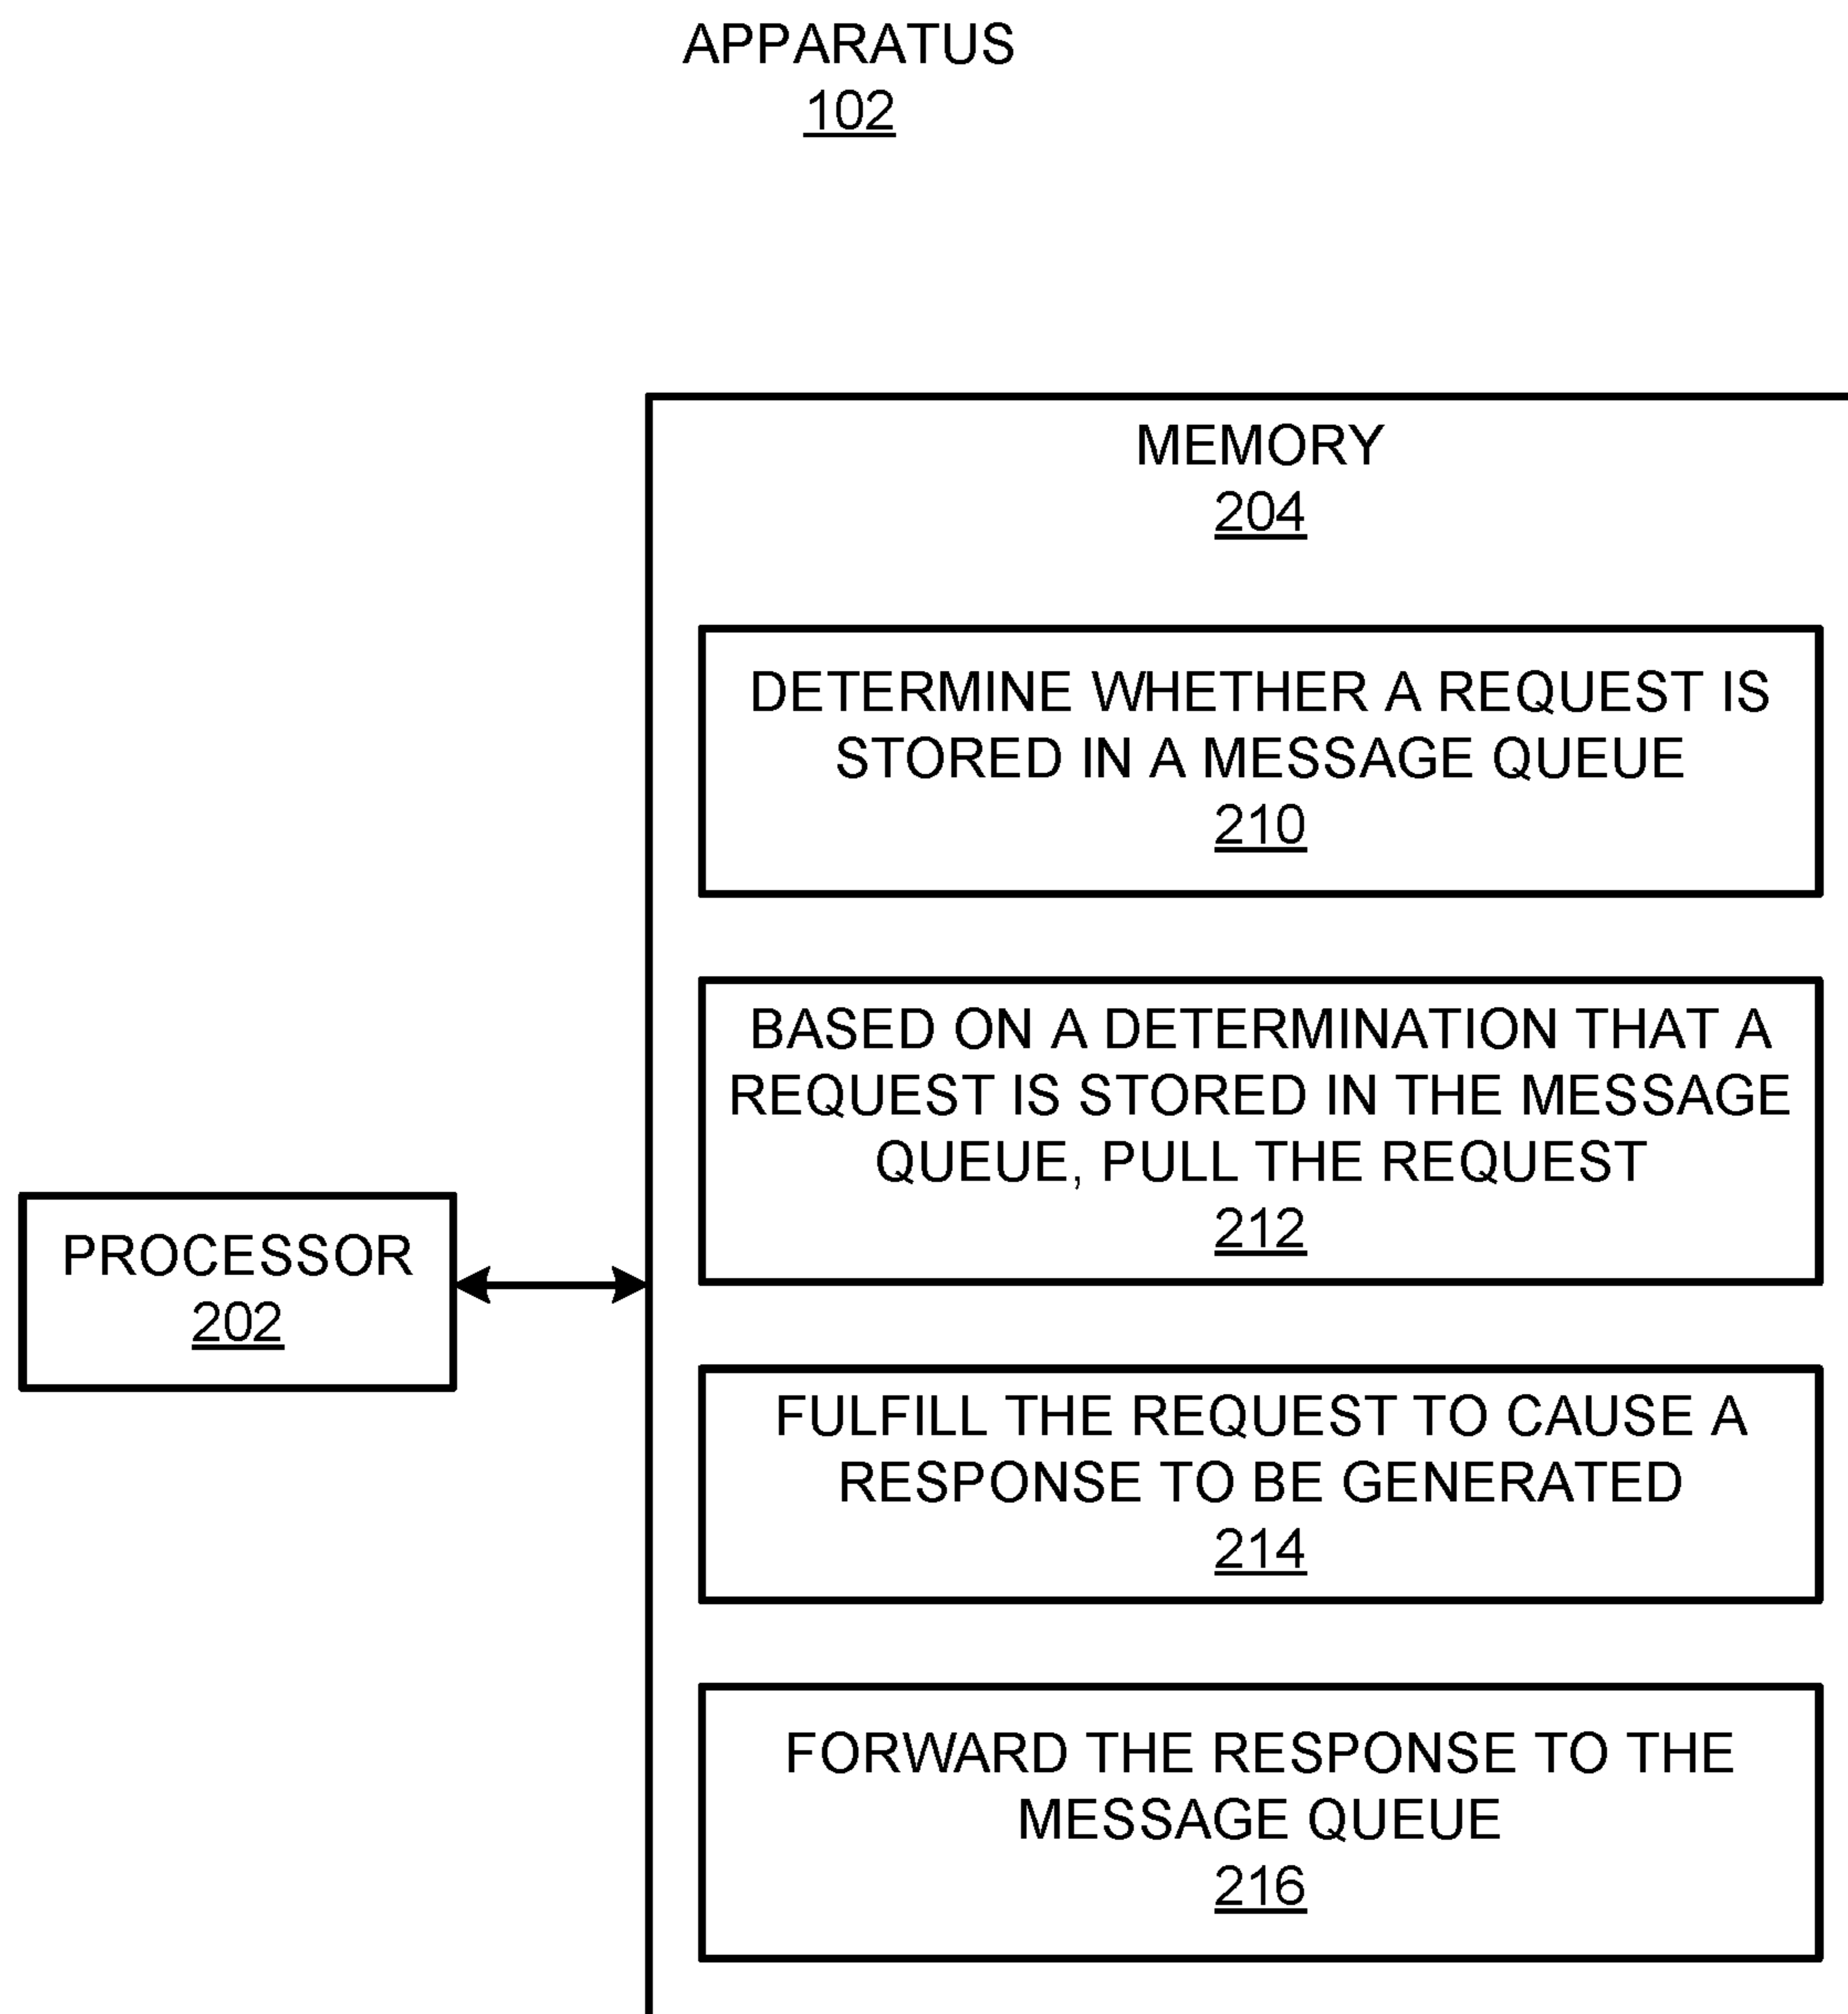 APPARATUS
102
MEMORY
204
DETERMINE WHETHER A REQUEST IS
STORED IN A MESSAGE QUEUE
210
BASED ON A DETERMINATION THAT A
REQUEST IS STORED IN THE MESSAGE
QUEUE, PULL THE REQUEST
212
PROCESSOR
202
FULFILL THE REQUEST TO CAUSE A
RESPONSE TO BE GENERATED
214
FORWARD THE RESPONSE TO THE
MESSAGE QUEUE
216